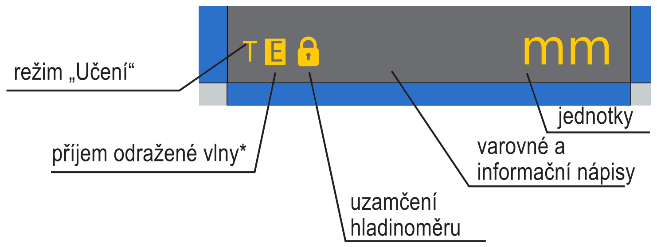 T E mm
režim „Učení“
jednotky
příjem odražené vlny*
varovné a
informační nápisy
uzamčení
hladinoměru